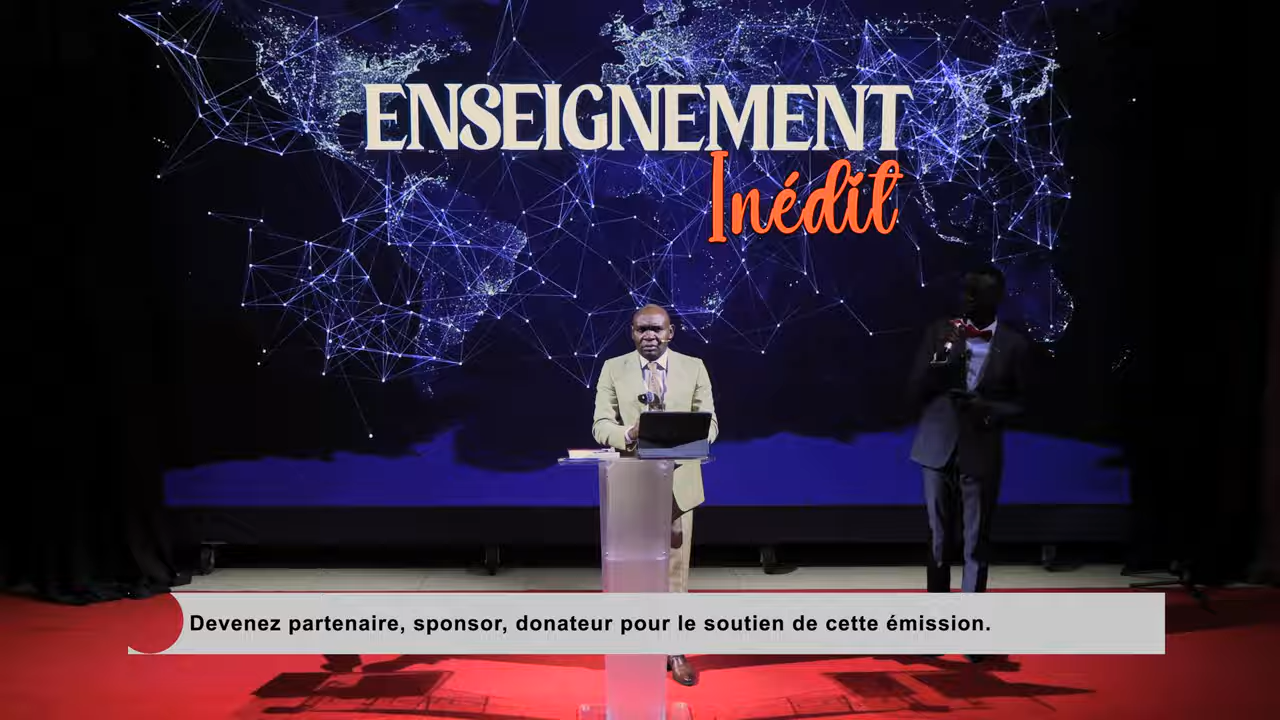 ENSEIGNEMENT
Inédit
Devenez partenaire, sponsor, donateur pour le soutien de cette émission.